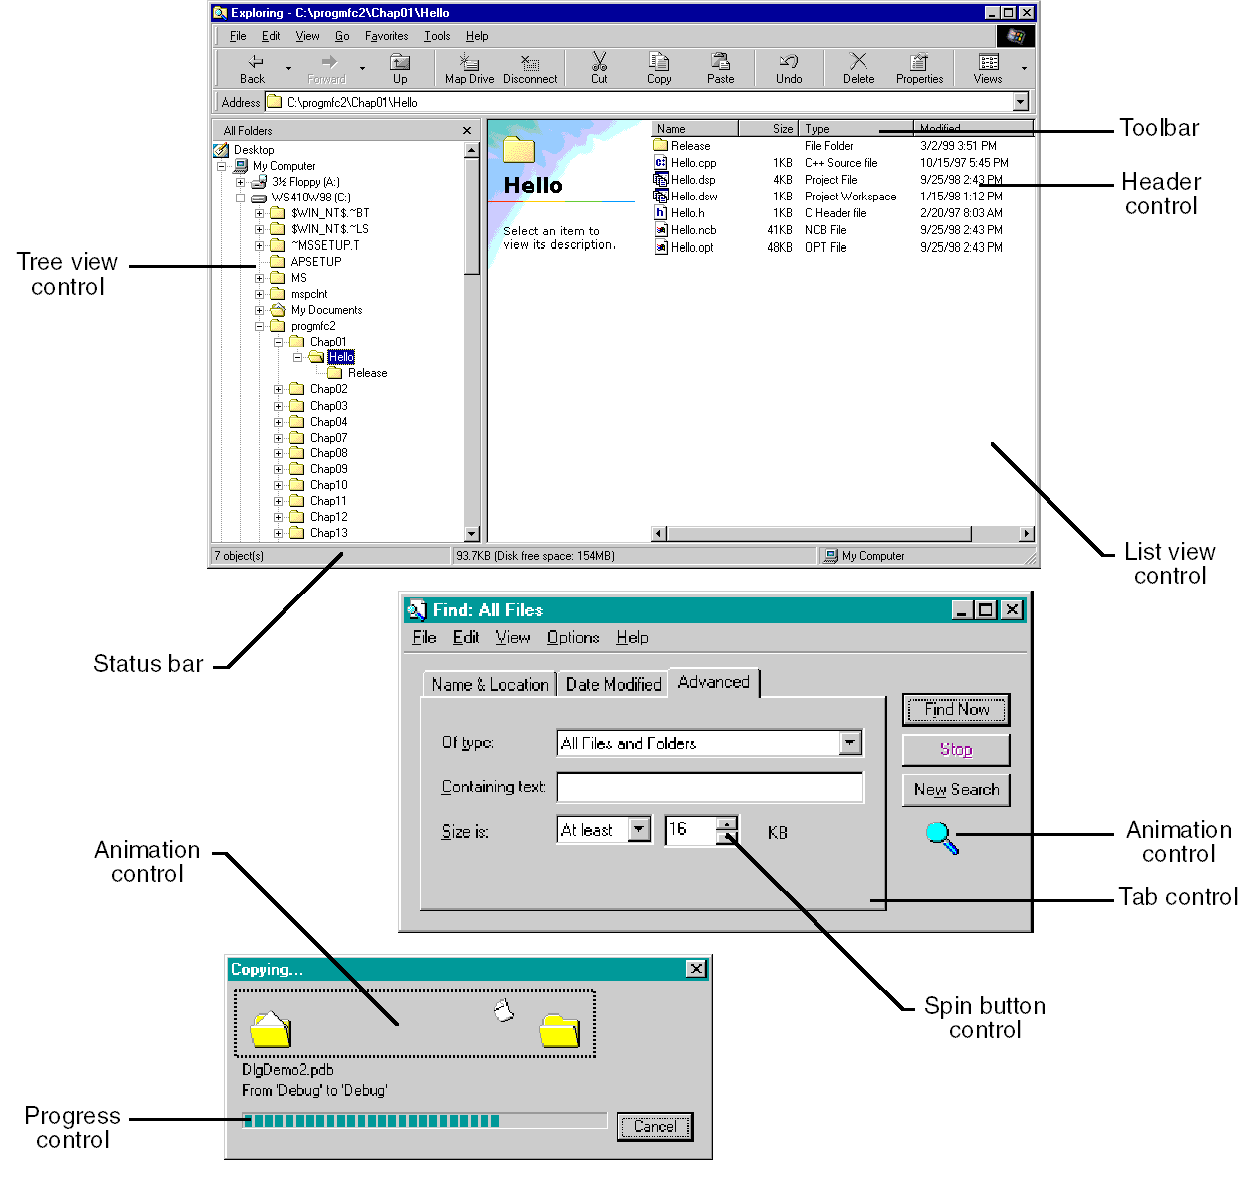 Exploring - C:\progmfc2\Chap01\Hello
File Edit View Go Favorites Tools Help
Back Forward Up Map Drive Disconnect Cut Copy Paste Undo Delete Properties Views
Address C:\progmfc2\Chap01\Hello
All Folders
Desktop
My Computer
3½ Floppy (A:)
WS410W98 (C:)
$WIN_NT$.~BT
$WIN_NT$.~LS
~MSSETUP.T
APSETUP
MS
mspclnt
My Documents
progmfc2
Chap01
Hello
Release
Chap02
Chap03
Chap04
Chap07
Chap08
Chap09
Chap10
Chap11
Chap12
Chap13
Hello
Select an item to
view its description.
Name Size Type Modified
Release File Folder 3/2/99 3:51 PM
Hello.cpp 1KB C++ Source file 10/15/97 5:45 PM
Hello.dsp 4KB Project File 9/25/98 2:43 PM
Hello.dsw 1KB Project Workspace 1/15/98 1:12 PM
Hello.h 1KB C Header file 2/20/97 8:03 AM
Hello.ncb 41KB NCB File 9/25/98 2:43 PM
Hello.opt 48KB OPT File 9/25/98 2:43 PM
7 object(s) 93.7KB (Disk free space: 154MB) My Computer
Toolbar
Header
control
Tree view
control
List view
control
Status bar
Find: All Files
File Edit View Options Help
Name & Location Date Modified Advanced
Of type: All Files and Folders
Containing text:
Size is: At least 16 KB
Find Now
Stop
New Search
Animation
control
Tab control
Spin button
control
Animation
control
Copying...
DlgDemo2.pdb
From 'Debug' to 'Debug'
Cancel
Progress
control